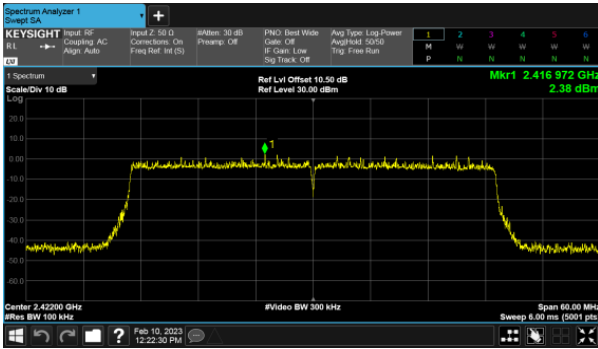 Spectrum Analyzer 1
Swept SA
+
KEYSIGHT Input: RF Input Z: 50 Ω #Atten: 30 dB PNO: Best Wide Avg Type: Log-Power 1 2 3 4 5 6
RL Coupling: AC Corrections: On Preamp: Off Gate: Off Avg|Hold: 50/50 M W W W W W
Align: Auto Freq Ref: Int (S) IF Gain: Low Trig: Free Run
Sig Track: Off P N N N N N
LXI
1 Spectrum Ref Lvl Offset 10.50 dB Mkr1 2.416 972 GHz
Scale/Div 10 dB Ref Level 30.00 dBm 2.38 dBm
Log
20.0
10.0
0.00
1
-10.0
-20.0
-30.0
-40.0
-50.0
-60.0
Center 2.42200 GHz #Video BW 300 kHz Span 60.00 MHz
#Res BW 100 kHz Sweep 6.00 ms (5001 pts)
? Feb 10, 2023
12:22:30 PM